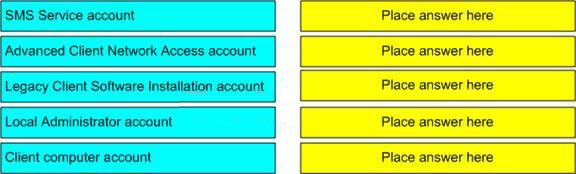 SMS Service account Place answer here
Advanced Client Network Access account Place answer here
Legacy Client Software Installation account Place answer here
Local Administrator account Place answer here
Client computer account Place answer here